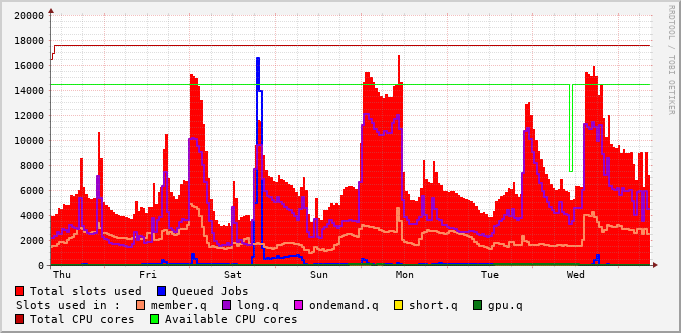 20000
18000
16000
14000
12000
10000
8000
6000
4000
2000
0
Thu Fri Sat Sun Mon Tue Wed
RRDTOOL / TOBI OETIKER
Total slots used Queued Jobs
Slots used in : member.q long.q ondemand.q short.q gpu.q
Total CPU cores Available CPU cores